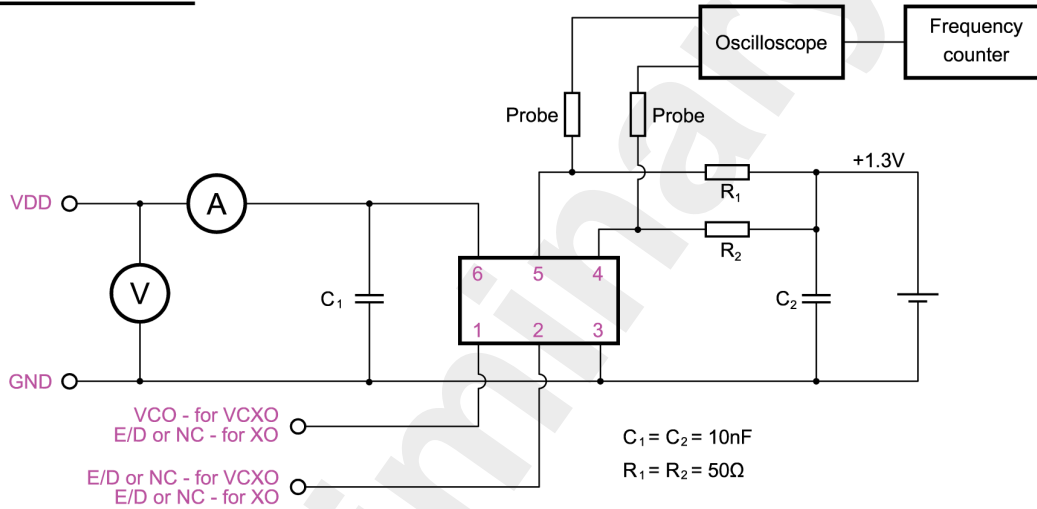 Oscilloscope
Frequency
counter
Probe
Probe
+1.3V
R1
VDD
A
R2
6 5 4
V
C1
C2
1 2 3
GND
VCO - for VCXO
E/D or NC - for XO
C1 = C2 = 10nF
R1 = R2 = 50Ω
E/D or NC - for VCXO
E/D or NC - for XO